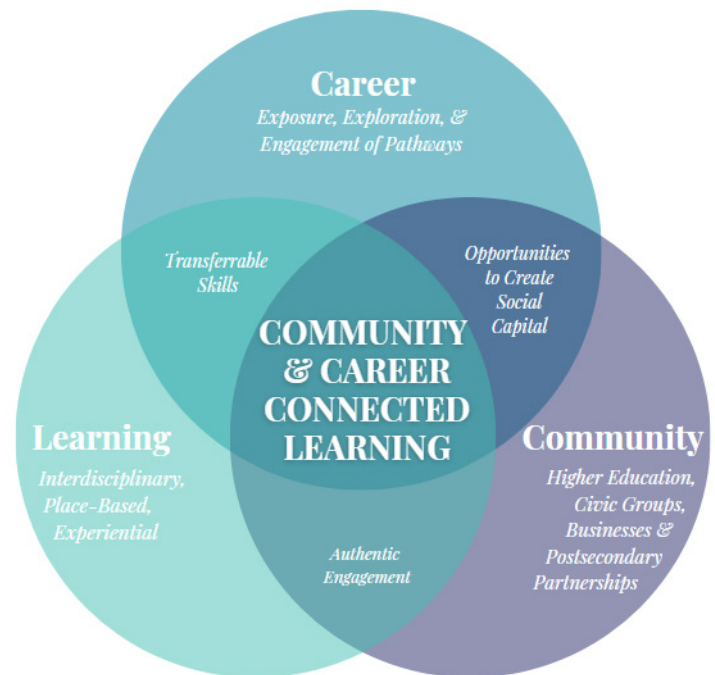 Career
Exposure, Exploration, &
Engagement of Pathways
Transferrable
Skills
Opportunities
to Create
Social
Capital
COMMUNITY
& CAREER
CONNECTED
LEARNING
Learning
Interdisciplinary,
Place-Based,
Experiential
Community
Higher Education,
Civic Groups,
Businesses &
Postsecondary
Partnerships
Authentic
Engagement